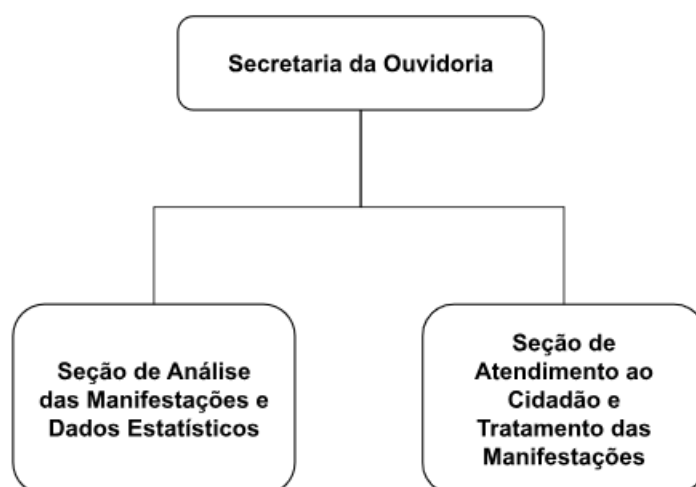 Secretaria da Ouvidoria
Seção de Análise
das Manifestações e
Dados Estatísticos
Seção de
Atendimento ao
Cidadão e
Tratamento das
Manifestações